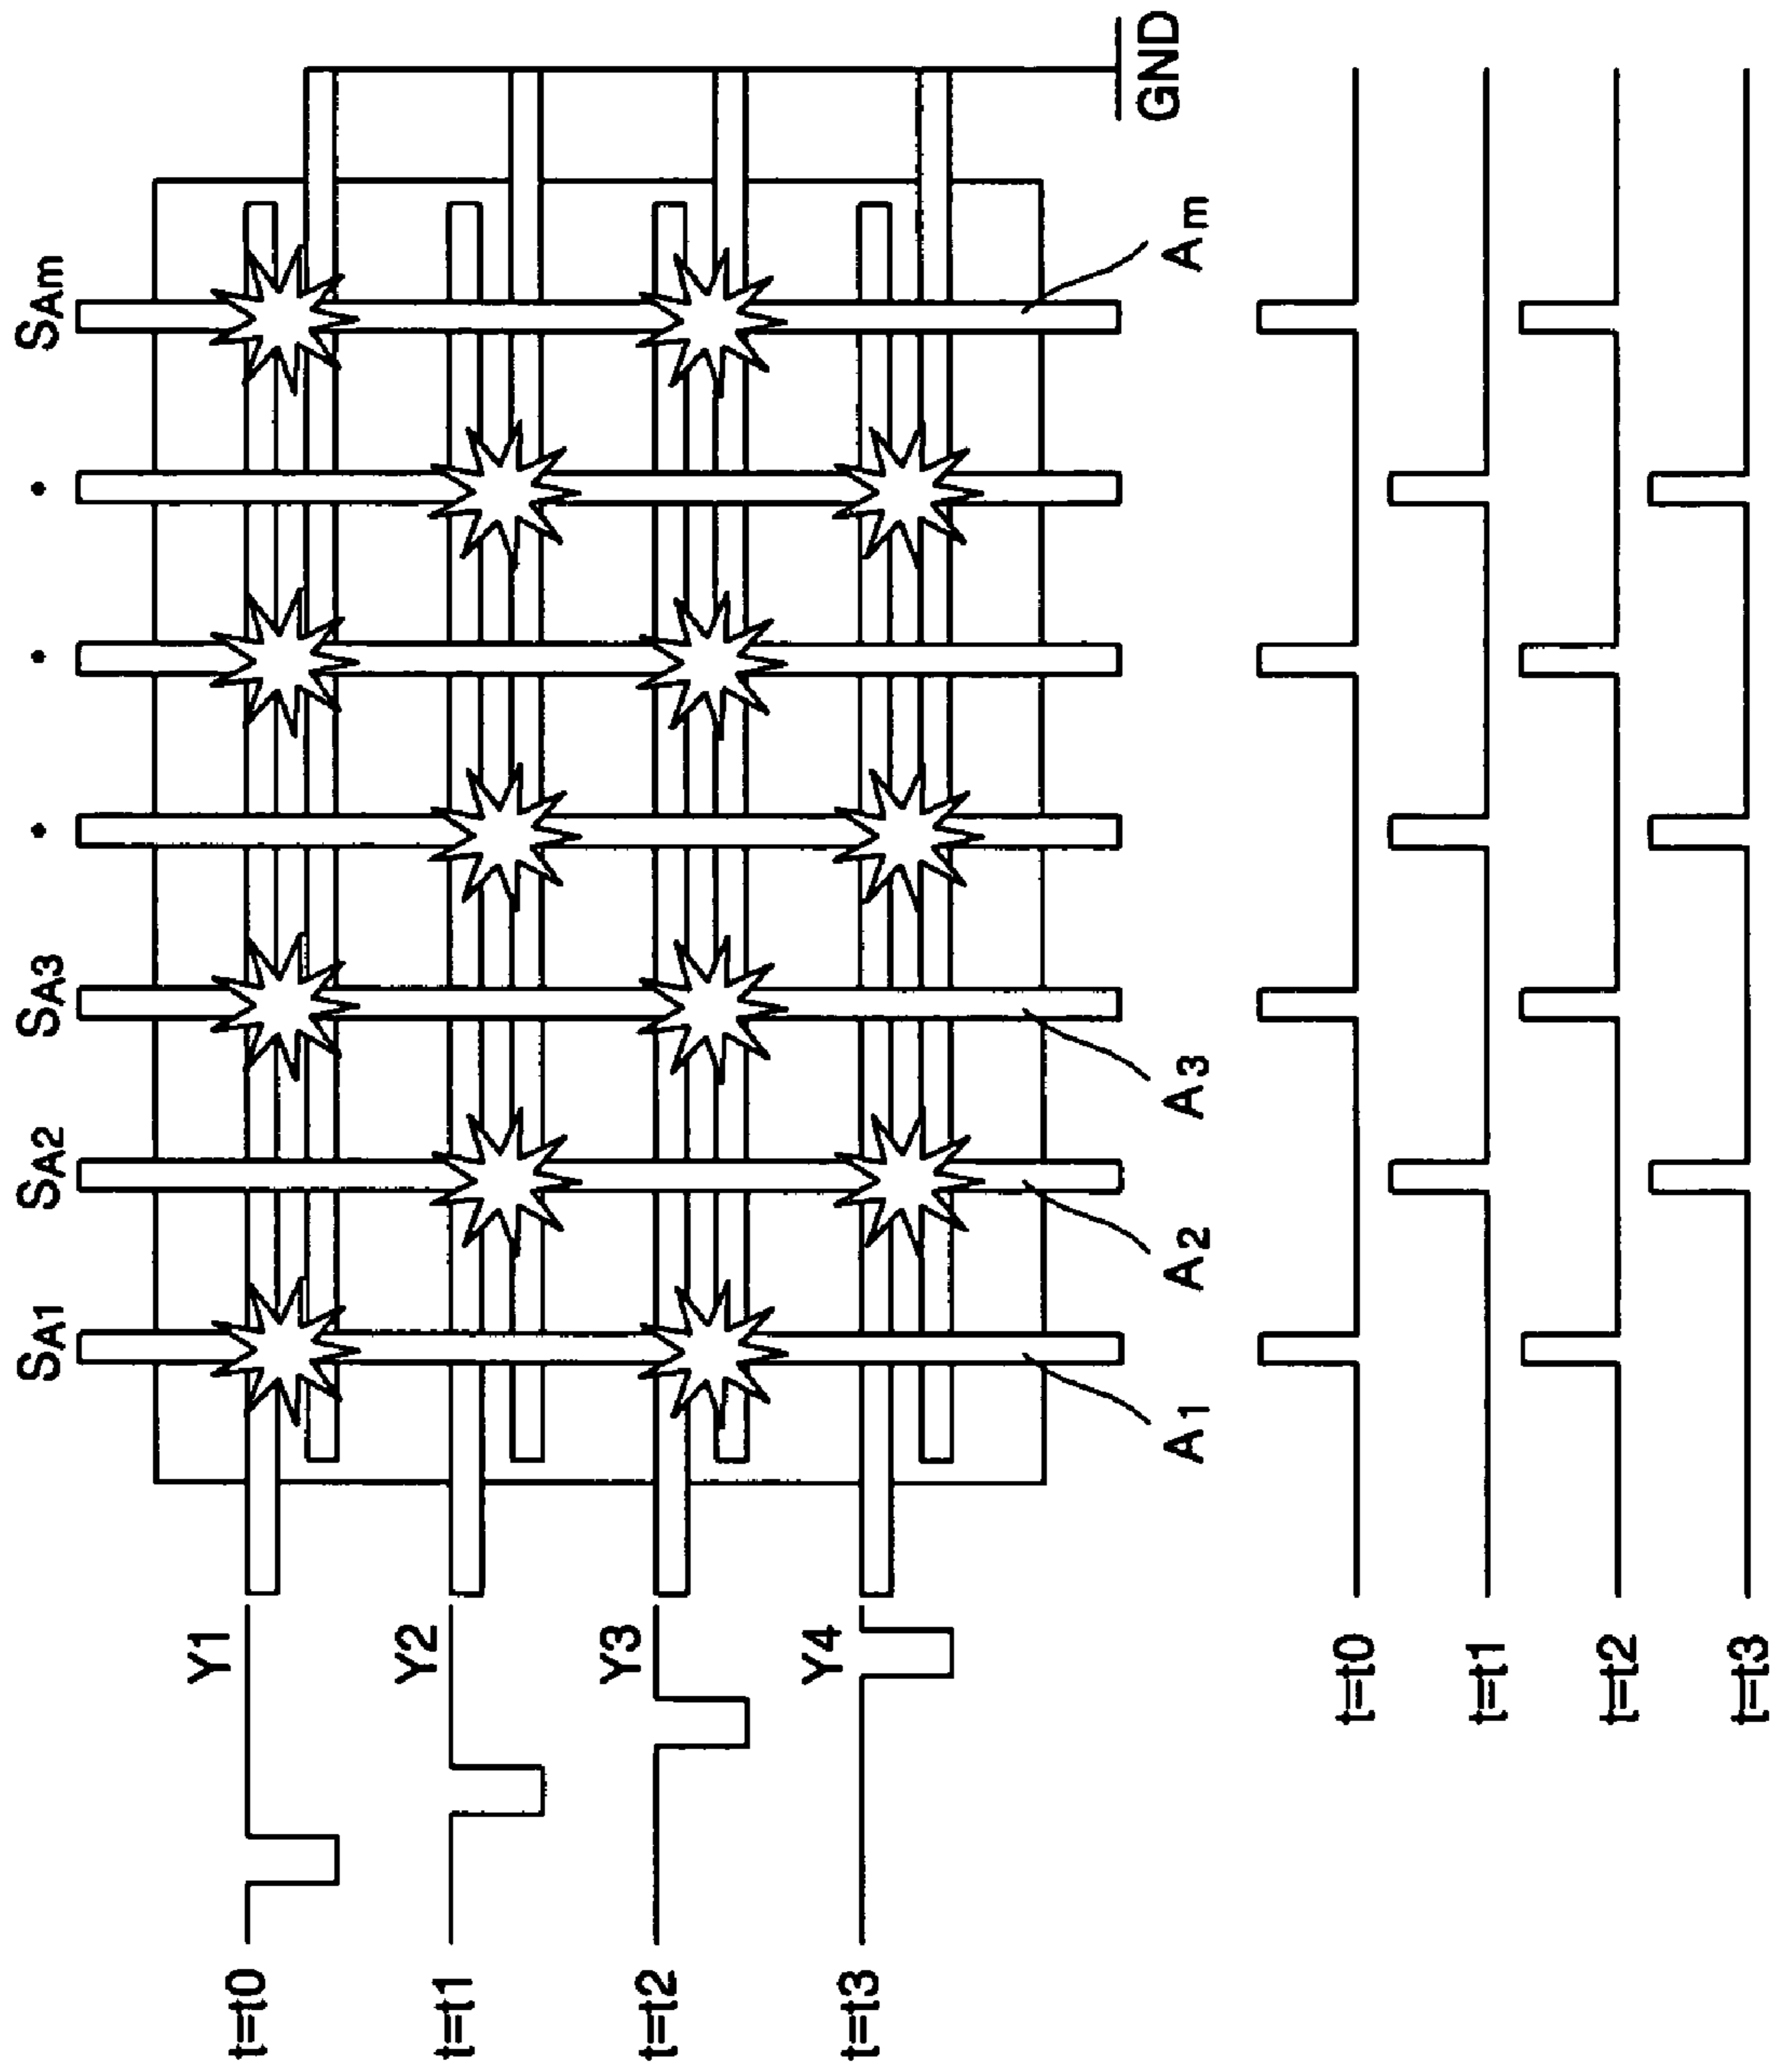 SA1 SA2 SA3 • • • SAm
t=t0 Y1
t=t1 Y2
t=t2 Y3
t=t3 Y4
GND
A1 A2 A3 Am
t=t0
t=t1
t=t2
t=t3